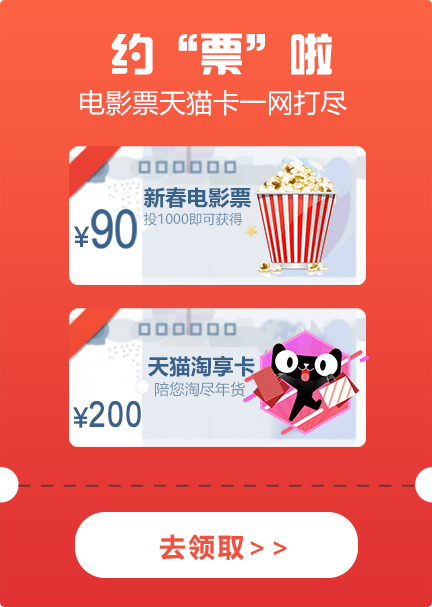 约“票”啦
电影票天猫卡一网打尽
新春电影票
¥90
投1000即可获得
天猫淘享卡
陪您淘尽年货
¥200
去领取>>